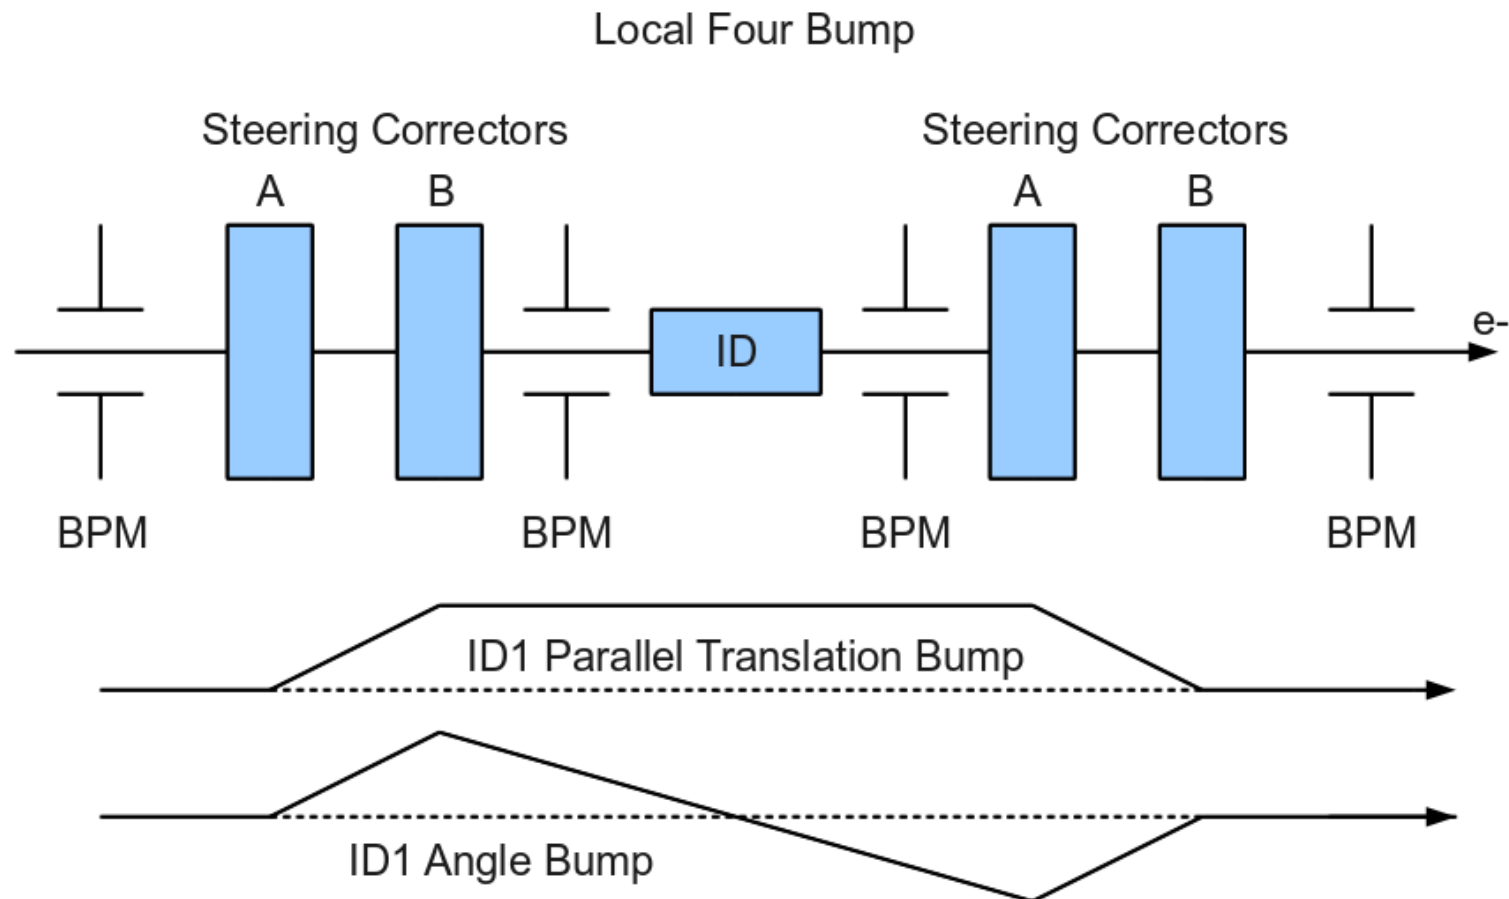 Local Four Bump
Steering Correctors
Steering Correctors
A
B
A
B
e-
ID
BPM
BPM
BPM
BPM
ID1 Parallel Translation Bump
ID1 Angle Bump